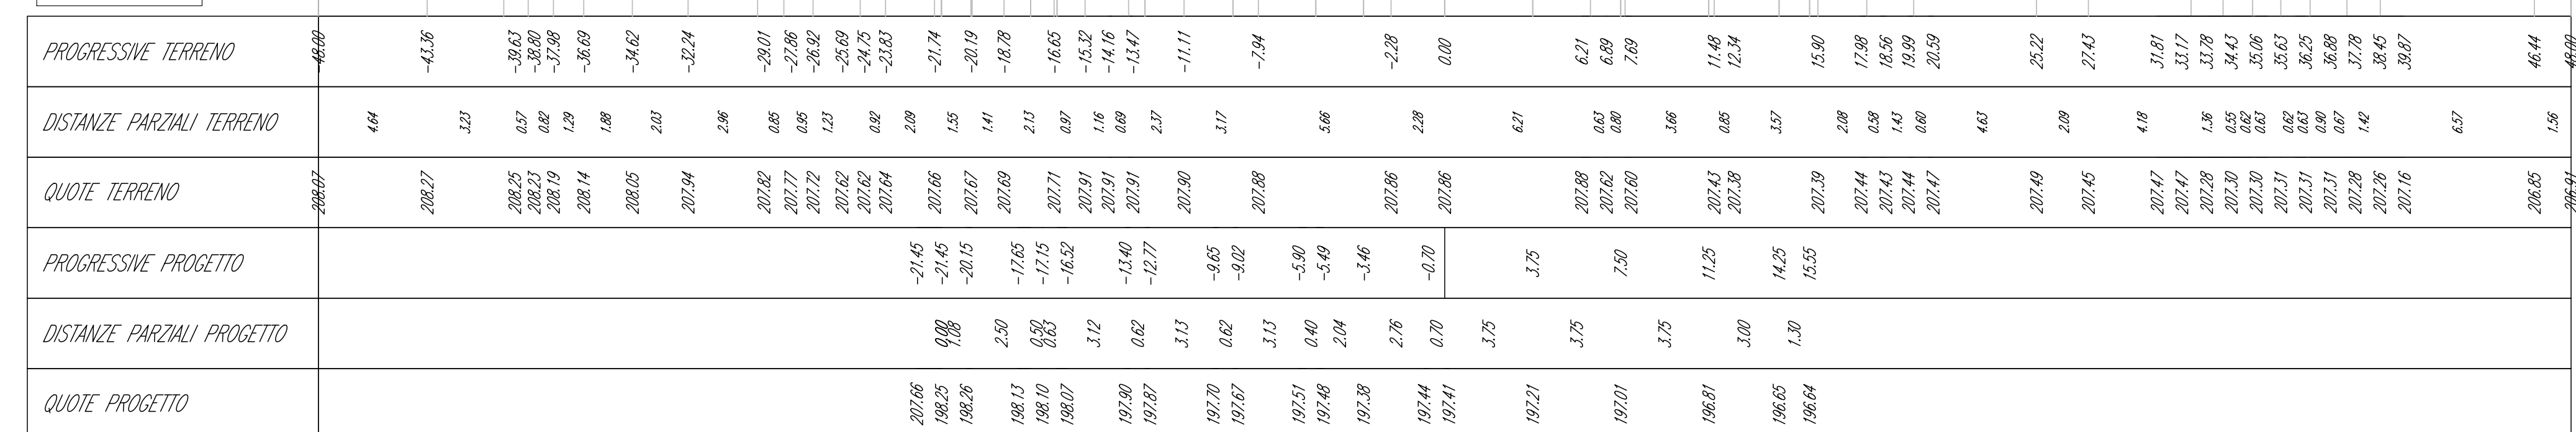 PROGRESSIVE TERRENO -48.00 -43.36 -39.63 -38.80 -37.98 -36.69 -34.62 -32.24 -29.01 -27.86 -26.92 -25.69 -24.75 -23.83 -21.74 -20.19 -18.78 -16.65 -15.32 -14.16 -13.47 -11.11 -7.94 -2.28 0.00 6.21 6.89 7.69 11.48 12.34 15.90 17.98 18.56 19.99 20.59 25.22 27.43 31.81 33.17 33.78 34.43 35.06 35.63 36.25 36.88 37.78 38.45 39.87 46.44 48.00
DISTANZE PARZIALI TERRENO 4.64 3.23 0.57 0.82 1.29 1.88 2.03 2.96 0.85 0.95 1.23 0.92 2.09 1.55 1.41 2.13 0.97 1.16 0.69 2.37 3.17 5.66 2.28 6.21 0.63 0.80 3.66 0.85 3.57 2.08 0.58 1.43 0.60 4.63 2.09 4.18 1.36 0.55 0.62 0.63 0.62 0.63 0.90 0.67 1.42 6.57 1.56
QUOTE TERRENO 208.07 208.27 208.25 208.23 208.19 208.14 208.05 207.94 207.82 207.77 207.72 207.62 207.62 207.64 207.66 207.67 207.69 207.71 207.91 207.91 207.91 207.90 207.88 207.86 207.86 207.88 207.62 207.60 207.43 207.38 207.39 207.44 207.43 207.44 207.47 207.49 207.45 207.47 207.47 207.28 207.30 207.30 207.31 207.31 207.31 207.28 207.26 207.16 206.85 206.91
PROGRESSIVE PROGETTO -21.45 -21.45 -20.15 -17.65 -17.15 -16.52 -13.40 -12.77 -9.65 -9.02 -5.90 -5.49 -3.46 -0.70 3.75 7.50 11.25 14.25 15.55
DISTANZE PARZIALI PROGETTO 0.00 1.08 2.50 0.50 0.63 3.12 0.62 3.13 0.62 3.13 0.40 2.04 2.76 0.70 3.75 3.75 3.75 3.00 1.30
QUOTE PROGETTO 207.66 198.25 198.26 198.13 198.10 198.07 197.90 197.87 197.70 197.67 197.51 197.48 197.38 197.44 197.41 197.21 197.01 196.81 196.65 196.64